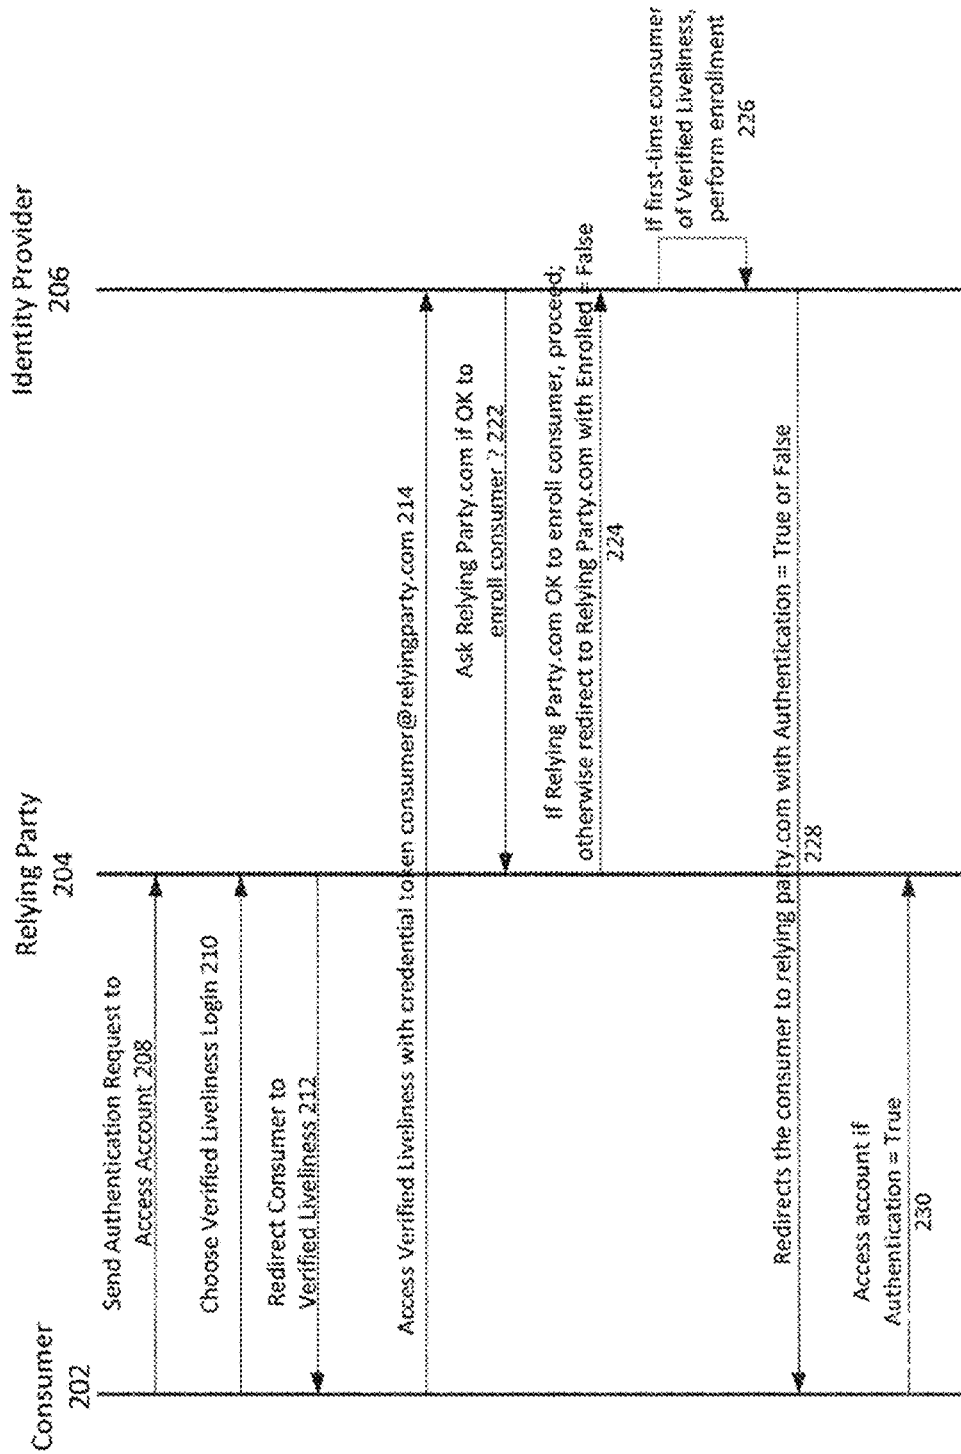 Consumer
202
Relying Party
204
Identity Provider
206
Send Authentication Request to
Access Account 208
Choose Verified Liveliness Login 210
Redirect Consumer to
Verified Liveliness 212
Access Verified Liveliness with credential token consumer@relyingparty.com 214
Ask Relying Party.com if OK to
enroll consumer ? 222
If Relying Party.com OK to enroll consumer, proceed;
otherwise redirect to Relying Party.com with Enrolled = False
224
If first-time consumer
of Verified Liveliness,
perform enrollment
226
Redirects the consumer to relying party.com with Authentication = True or False
228
Access account if
Authentication = True
230